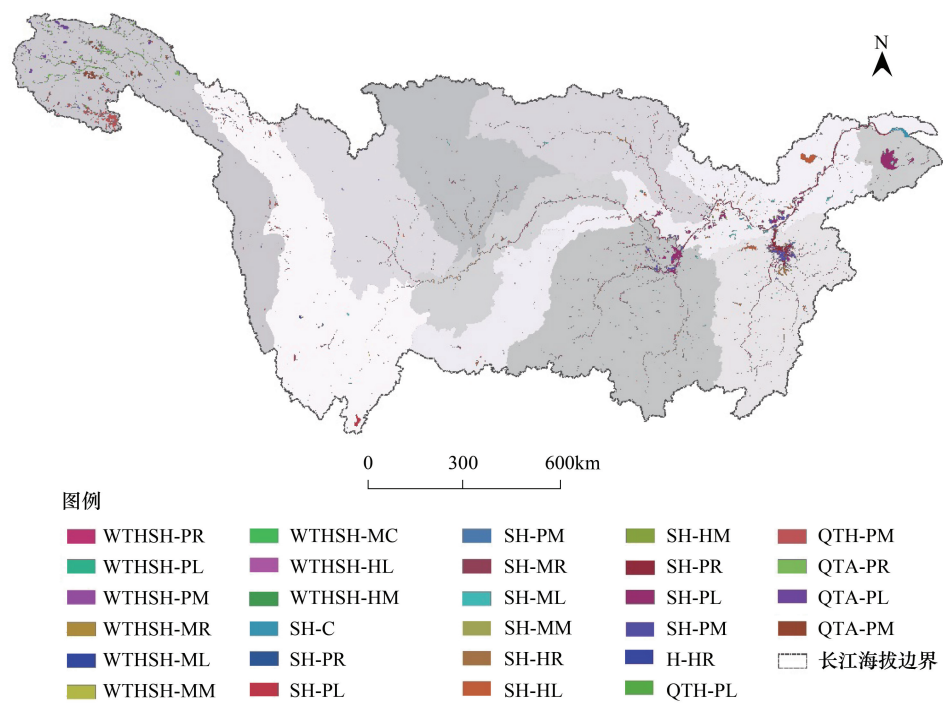 N
0 300 600km
图例
WTHSH-PR WTHSH-MC SH-PM SH-HM QTH-PM
WTHSH-PL WTHSH-HL SH-MR SH-PR QTA-PR
WTHSH-PM WTHSH-HM SH-ML SH-PL QTA-PL
WTHSH-MR SH-C SH-MM SH-PM QTA-PM
WTHSH-ML SH-PR SH-HR H-HR 长江海拔边界
WTHSH-MM SH-PL SH-HL QTH-PL